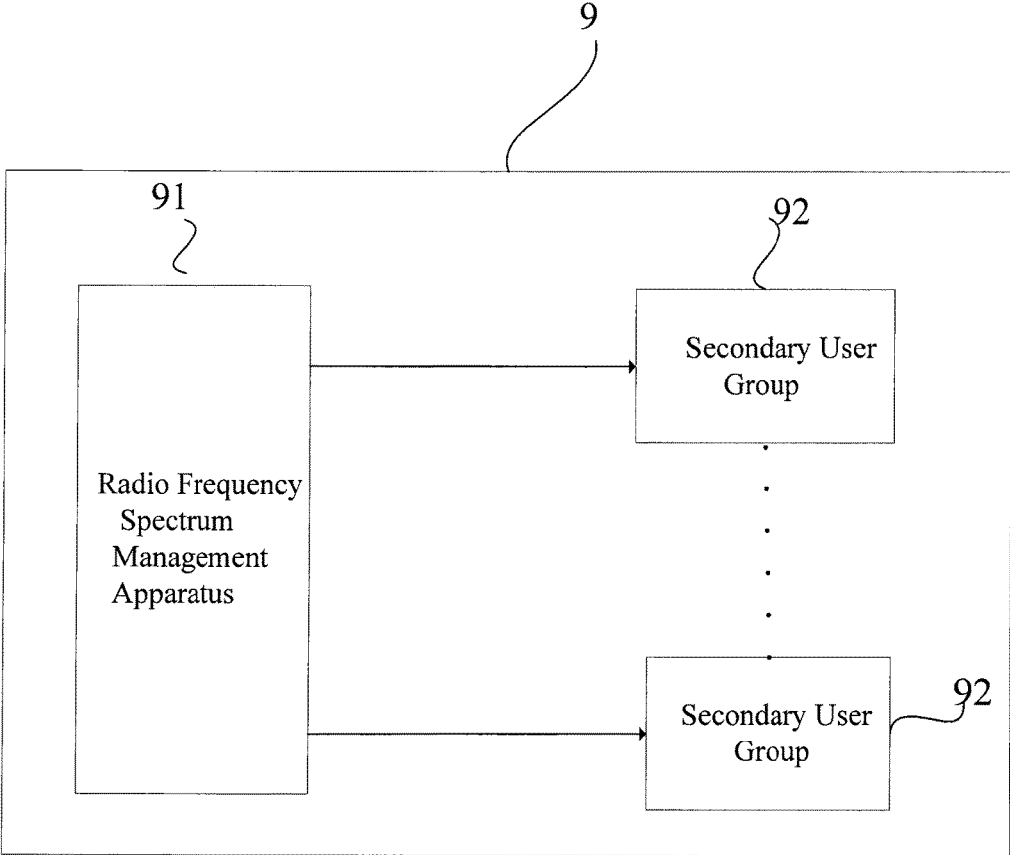 9
91
92
Secondary User
Group
Radio Frequency
Spectrum
Management
Apparatus
92
Secondary User
Group